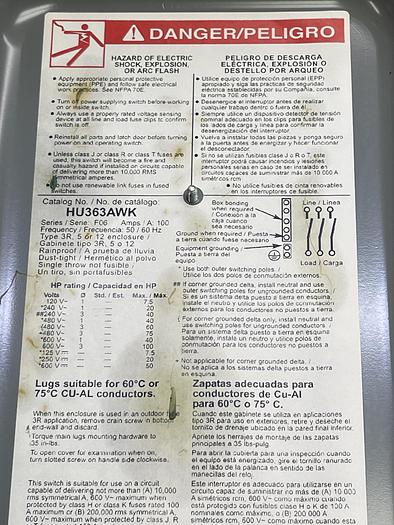 DANGER/PELIGRO
HAZARD OF ELECTRIC
SHOCK, EXPLOSION,
OR ARC FLASH
• Apply appropriate personal protective
equipment (PPE) and follow safe electrical
work practices. See NFPA 70E.
• Turn off power supplying switch before working
on or inside switch.
• Always use a properly rated voltage sensing
device at all line and load fuse clips to confirm
switch is off.
• Reinstall all parts and latch door before turning
power on and operating switch.
• Unless class J or class R or class T fuses are
used, this switch will become a fire and
casualty hazard if installed on circuits capable
of delivering more than 10,000 RMS
symmetrical amperes.
• Do not use renewable link fuses in fused
switches.
PELIGRO DE DESCARGA
ELÉCTRICA, EXPLOSIÓN O
DESTELLO POR ARQUEO
• Utilice equipo de protección personal (EPP)
apropiado y siga las prácticas de seguridad
eléctrica establecidas por su Compañía, consulte
la norma 70E de NFPA.
• Desenergice el interruptor antes de realizar
cualquier trabajo dentro o fuera de él.
• Siempre utilice un dispositivo detector de tensión
nominal adecuado en los clips para fusibles de
los lados de carga y línea para confirmar la
desenergización del interruptor.
• Vuelva a instalar todas las piezas y ponga seguro
a la puerta antes de energizar y hacer funcionar
el desconectador.
• Si no se utilizan fusibles clase J o R o T, este
interruptor podrá causar incendios y lesiones
personales serias en caso de ser instalado en
circuitos capaces de suministrar más de 10 000 A
simétricos rcm
• No utilice fusibles de cinta renovables
en los interruptores ce fusible.
Catalog No. / No. de catálogo:
HU363AWK
Series / Serie: F06 Amps / A: 100
Frequency / Frecuencia: 50 / 60 Hz
Type 3R, 5 or 12 enclosure /
Gabinete tipo 3R, 5 o 12
Rainproof / A prueba de lluvia
Dust-tight / Hermético al polvo
Single throw not fusible /
Un tiro, sin portafusibles
Box bonding
when required
/ Conexión a la
caja cuando
sea necesario
Ground when required / Puesta
a tierra cuando fuese necesario
Equipment grounding
Puesta a tierra del
equipo
Line / Línea
Load / Carga
HP rating / Capacidad en HP
Volt. Ø Std. / Est. Max. / Máx.
* Use both outer switching poles. /
Utilice los dos polos de conmutación externos.
## If corner grounded delta, install neutral and use
outer switching poles for ungrounded conductors. /
Si es un sistema delta puesto a tierra en esquina,
instale el neutro y utilice los polos de conmutación
externos para los conductores no puestos a
tierra.
For corner grounded delta only, install neutral and
use switching poles for ungrounded conductors. /
Para un sistema delta puesto a tierra en esquina
solamente, instale un neutro y utilice polos de
conmutación para los conductores no puestos a
tierra.
Not applicable for corner grounded delta. /
No se aplica a los sistemas delta puestos a tierra
en esquina.
Lugs suitable for 60°C or
75°C CU-AL conductors.
When this enclosure is used in an outdoor type
3R application, remove drain screw in bottom
end-wall and discard.
Torque main lugs mounting hardware to
35 in-lbs.
To open cover for examination when on,
turn slotted screw on handle side clockwise.
This switch is suitable for use on a circuit
capable of delivering not more than (A) 10,000
rms symmetrical A, 600 V~ maximum when
protected by class H or class K fuses rated 100
A maximum or (B) 200,000 rms symmetrical A,
600 V~ maximum when protected by class J, R
Zapatas adecuadas para
conductores de Cu-Al
para 60°C o 75° C.
Cuando este gabinete se utiliza en aplicaciones
tipo 3R para uso en exteriores, retire y deseche el
tornillo de drenaje ubicado en la pared final inferior.
Apriete los herrajes de montaje de las zapatas
principales a 35 lbs-pulg.
Para abrir la cubierta para una inspección cuando
el equipo está energizado, gire el tornillo ranurado
en el lado de la palanca en sentido de las
manecillas del reloj.
Este interruptor es adecuado para utilizarse en un
circuito capaz de suministrar no más de (A) 10 000
A simétricos rcm, 600 V~ como máximo cuando
está protegido con fusibles clase H o K de 100 A
nominales como máximo, o (B) 200 000 A
simétricos rcm, 600 V~ como máximo cuando esta